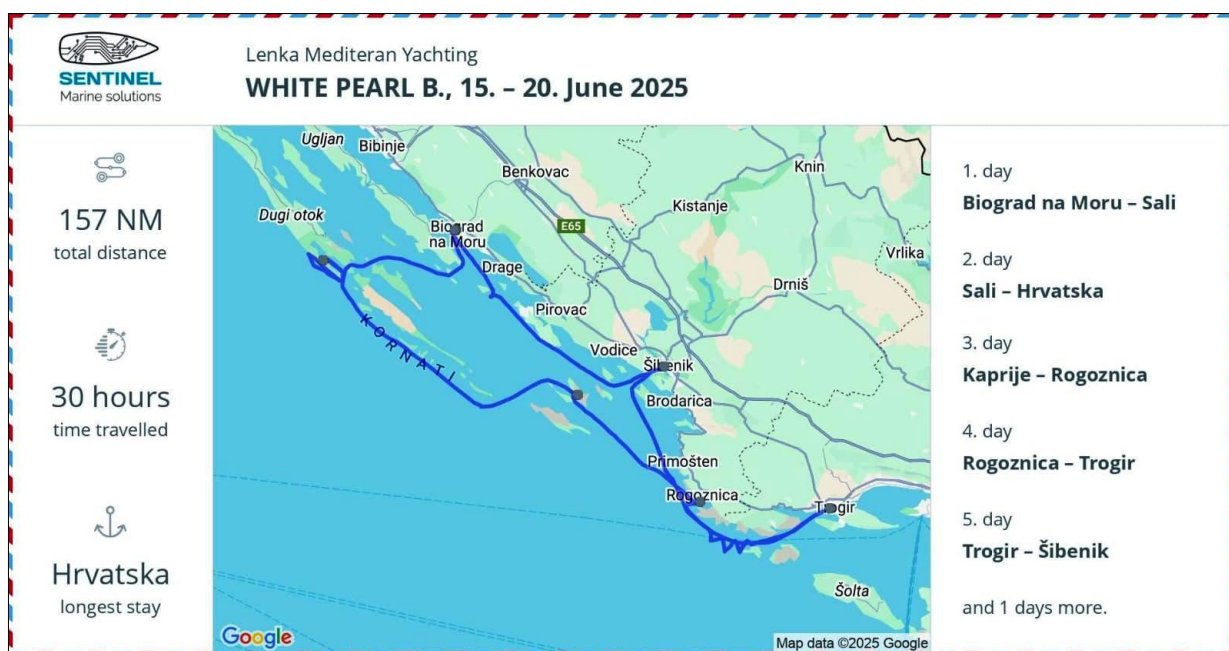 SENTINEL
Marine solutions
Lenka Mediteran Yachting
WHITE PEARL B., 15. – 20. June 2025
157 NM
total distance
30 hours
time travelled
Hrvatska
longest stay
Ugljan
Bibinje
Benkovac
Knin
Kistanje
Dugi otok
Biograd
na Moru
E65
Vrlika
Drage
Drniš
Pirovac
KORNATI
Vodice
Šibenik
Brodarica
Primošten
Rogoznica
Trogir
Šolta
Google
Map data ©2025 Google
1. day
Biograd na Moru – Sali
2. day
Sali – Hrvatska
3. day
Kaprije – Rogoznica
4. day
Rogoznica – Trogir
5. day
Trogir – Šibenik
and 1 days more.